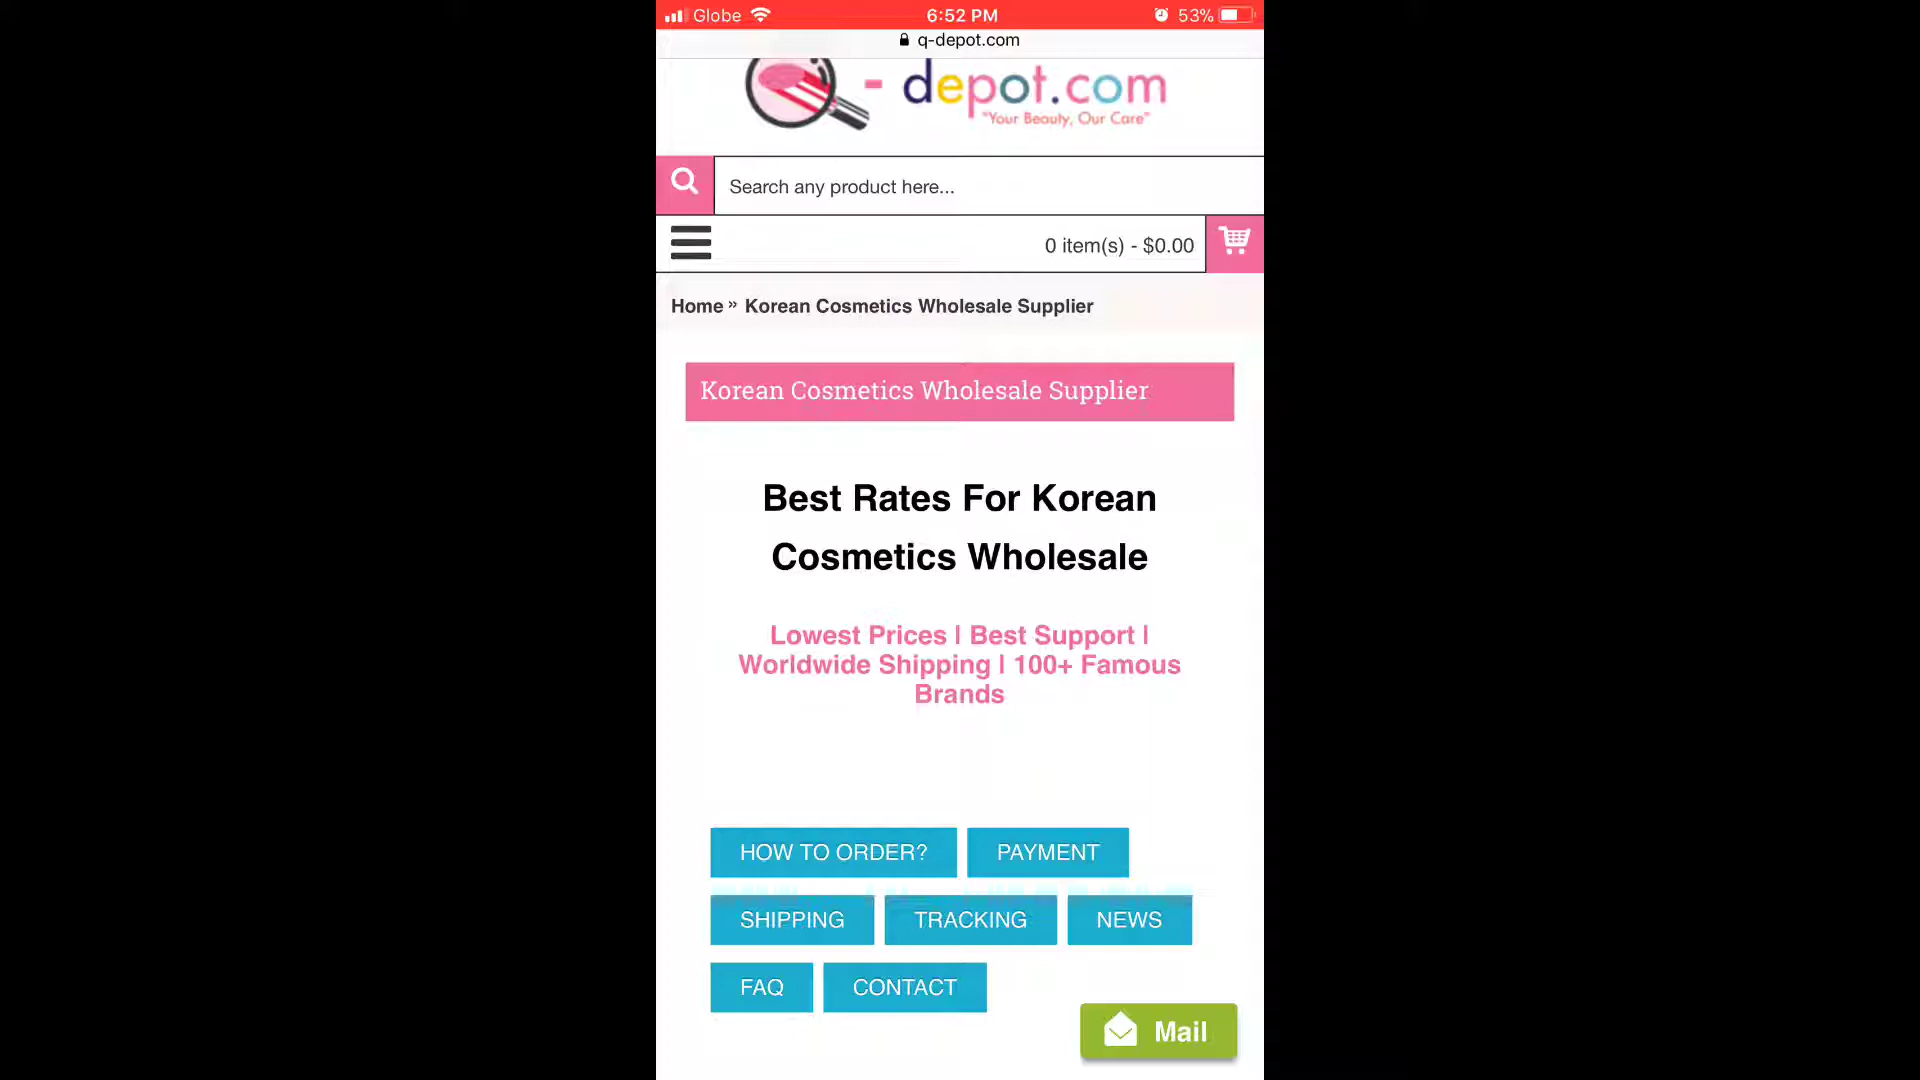 Globe 6:52 PM 53%
q-depot.com
- depot.com
"Your Beauty, Our Care"
Search any product here...
0 item(s) - $0.00
Home » Korean Cosmetics Wholesale Supplier
Korean Cosmetics Wholesale Supplier
Best Rates For Korean
Cosmetics Wholesale
Lowest Prices | Best Support |
Worldwide Shipping | 100+ Famous
Brands
HOW TO ORDER? PAYMENT
SHIPPING TRACKING NEWS
FAQ CONTACT
Mail